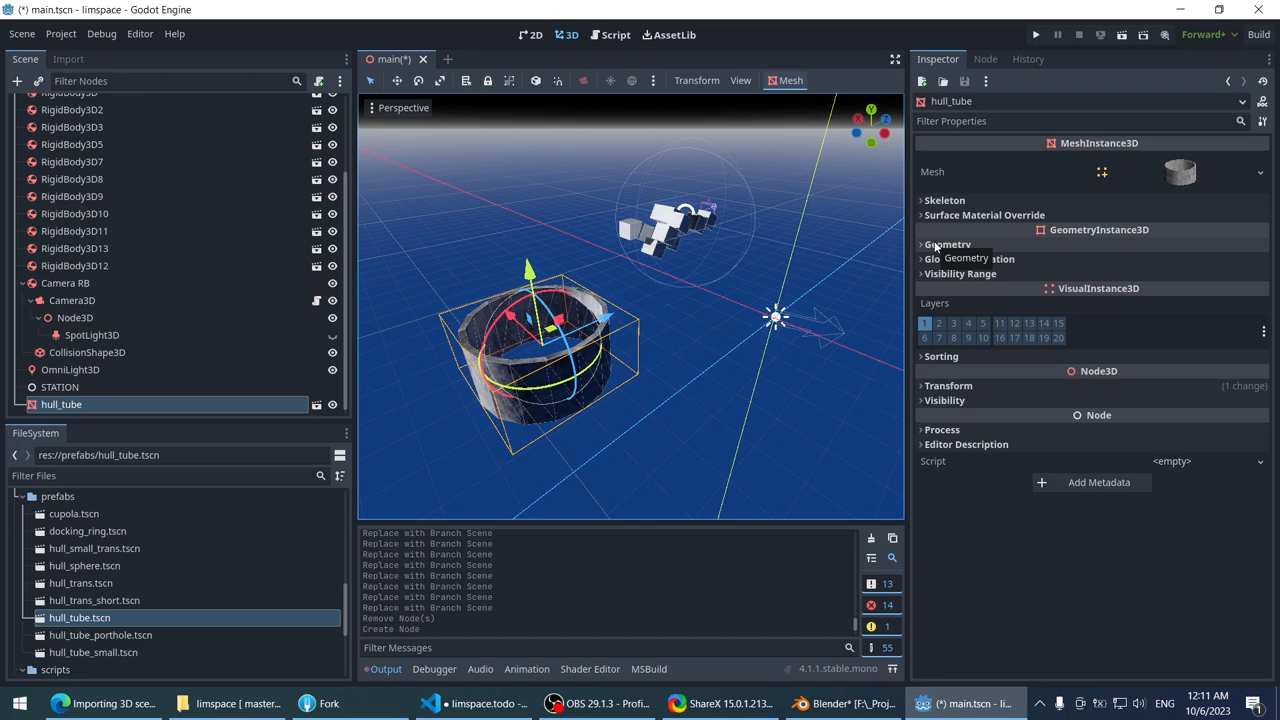 (*) main.tscn - limspace - Godot Engine
Scene Project Debug Editor Help
2D 3D Script AssetLib
Forward+ Build
Scene Import
Filter Nodes
RigidBody3D
RigidBody3D2
RigidBody3D3
RigidBody3D5
RigidBody3D7
RigidBody3D8
RigidBody3D9
RigidBody3D10
RigidBody3D11
RigidBody3D13
RigidBody3D12
Camera RB
Camera3D
Node3D
SpotLight3D
CollisionShape3D
OmniLight3D
STATION
hull_tube
FileSystem
res://prefabs/hull_tube.tscn
Filter Files
prefabs
cupola.tscn
docking_ring.tscn
hull_small_trans.tscn
hull_sphere.tscn
hull_trans.tscn
hull_trans_short.tscn
hull_tube.tscn
hull_tube_porthole.tscn
hull_tube_small.tscn
scripts
main(*)
Transform View Mesh
Perspective
Y
X Z
Replace with Branch Scene
Replace with Branch Scene
Replace with Branch Scene
Replace with Branch Scene
Replace with Branch Scene
Replace with Branch Scene
Replace with Branch Scene
Replace with Branch Scene
Remove Node(s)
Create Node
13
14
1
55
Filter Messages
Output Debugger Audio Animation Shader Editor MSBuild 4.1.1.stable.mono
Inspector Node History
hull_tube
Filter Properties
MeshInstance3D
Mesh
Skeleton
Surface Material Override
GeometryInstance3D
Geometry
Geometry
Visibility Range
VisualInstance3D
Layers
1 2 3 4 5 11 12 13 14 15
6 7 8 9 10 16 17 18 19 20
Sorting
Node3D
Transform (1 change)
Visibility
Node
Process
Editor Description
Script <empty>
Add Metadata
Importing 3D sce...
limspace [ master...
Fork
● limspace.todo - ...
OBS 29.1.3 - Profi...
ShareX 15.0.1.213...
Blender* [F:\_Proj...
(*) main.tscn - li...
ENG
12:11 AM
10/6/2023
1